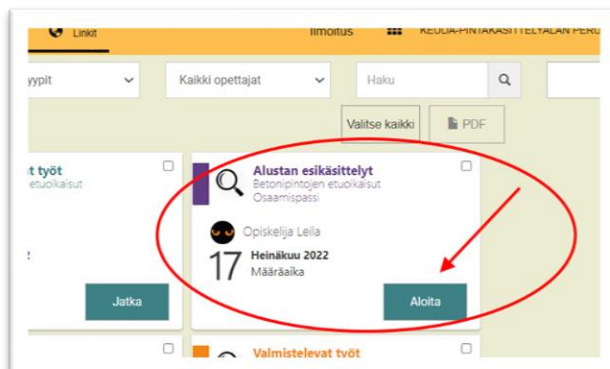 Linkit
Ilmoitus
KEUDA-PINTAKÄSITTELYALAN PERU
yypit
Kaikki opettajat
Haku
Valitse kaikki
PDF
t työt
etuoikaisut
Jatka
Alustan esikäsittelyt
Betonipintojen etuoikaisut
Osaamispassi
Opiskelija Leila
17
Heinäkuu 2022
Määräaika
Aloita
Valmistelevat työt